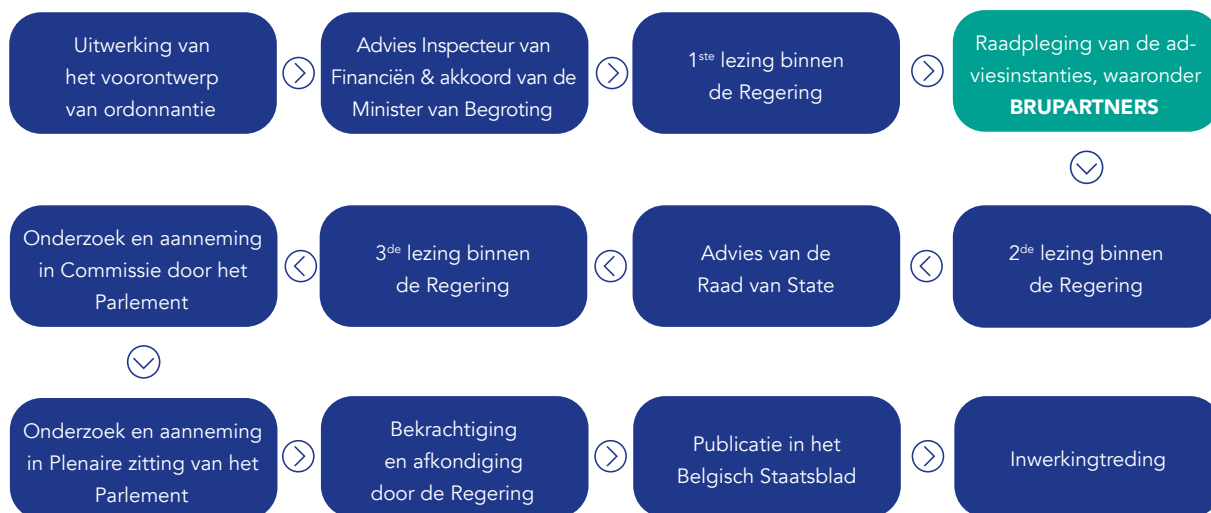 Uitwerking van
het voorontwerp
van ordonnantie
Advies Inspecteur van
Financiën & akkoord van de
Minister van Begroting
1ste lezing binnen
de Regering
Raadpleging van de ad-
viesinstanties, waaronder
BRUPARTNERS
2de lezing binnen
de Regering
Advies van de
Raad van State
3de lezing binnen
de Regering
Onderzoek en aanneming
in Commissie door het
Parlement
Onderzoek en aanneming
in Plenaire zitting van het
Parlement
Bekrachtiging
en afkondiging
door de Regering
Publicatie in het
Belgisch Staatsblad
Inwerkingtreding